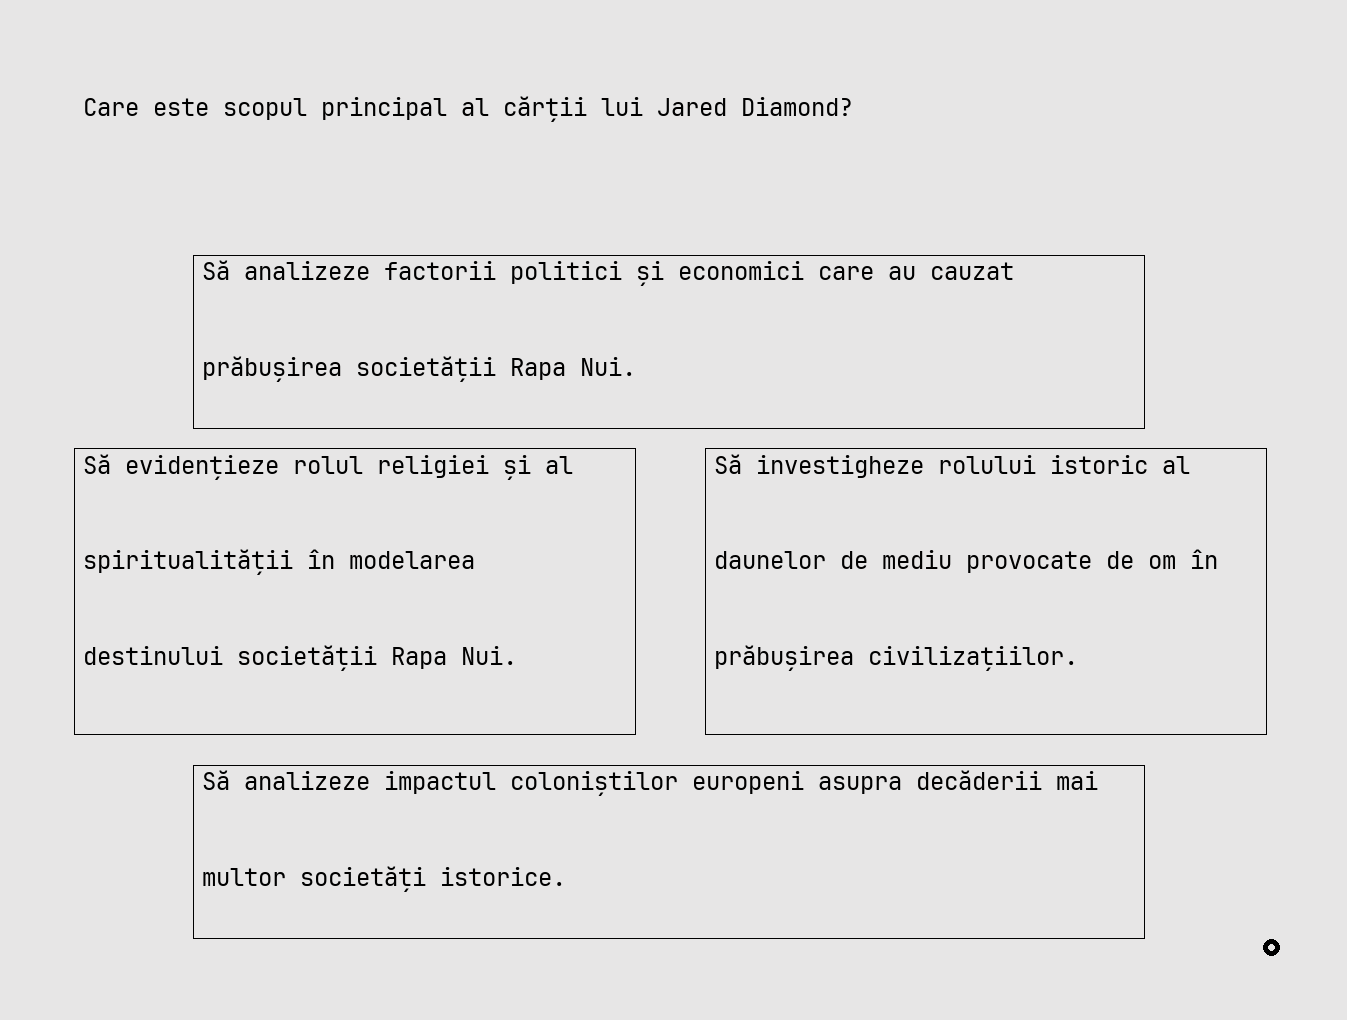 Care este scopul principal al cărții lui Jared Diamond?
Să analizeze factorii politici și economici care au cauzat
prăbușirea societății Rapa Nui.
Să evidențieze rolul religiei și al
spiritualității în modelarea
destinului societății Rapa Nui.
Să investigheze rolului istoric al
daunelor de mediu provocate de om în
prăbușirea civilizațiilor.
Să analizeze impactul coloniștilor europeni asupra decăderii mai
multor societăți istorice.